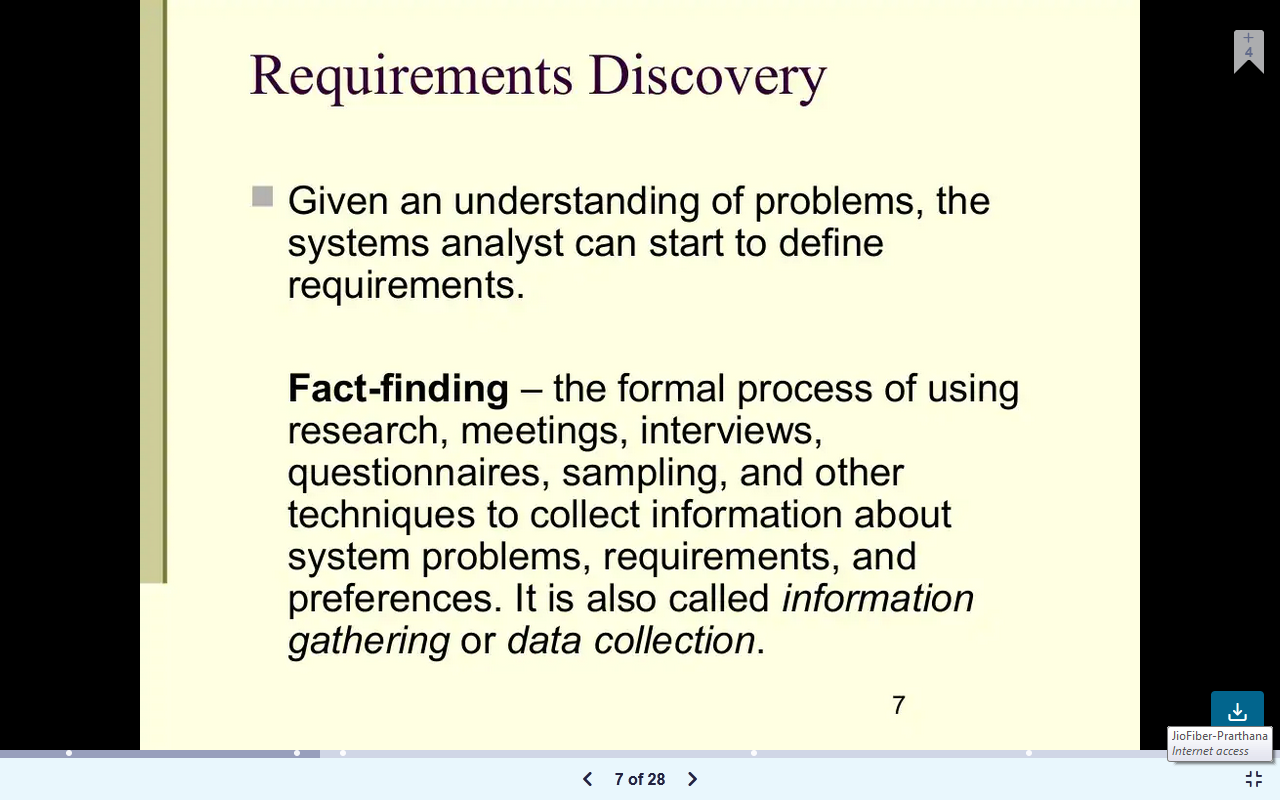 Requirements Discovery
+
4
Given an understanding of problems, the
systems analyst can start to define
requirements.
Fact-finding – the formal process of using
research, meetings, interviews,
questionnaires, sampling, and other
techniques to collect information about
system problems, requirements, and
preferences. It is also called information
gathering or data collection.
7
JioFiber-Prarthana
Internet access
7 of 28